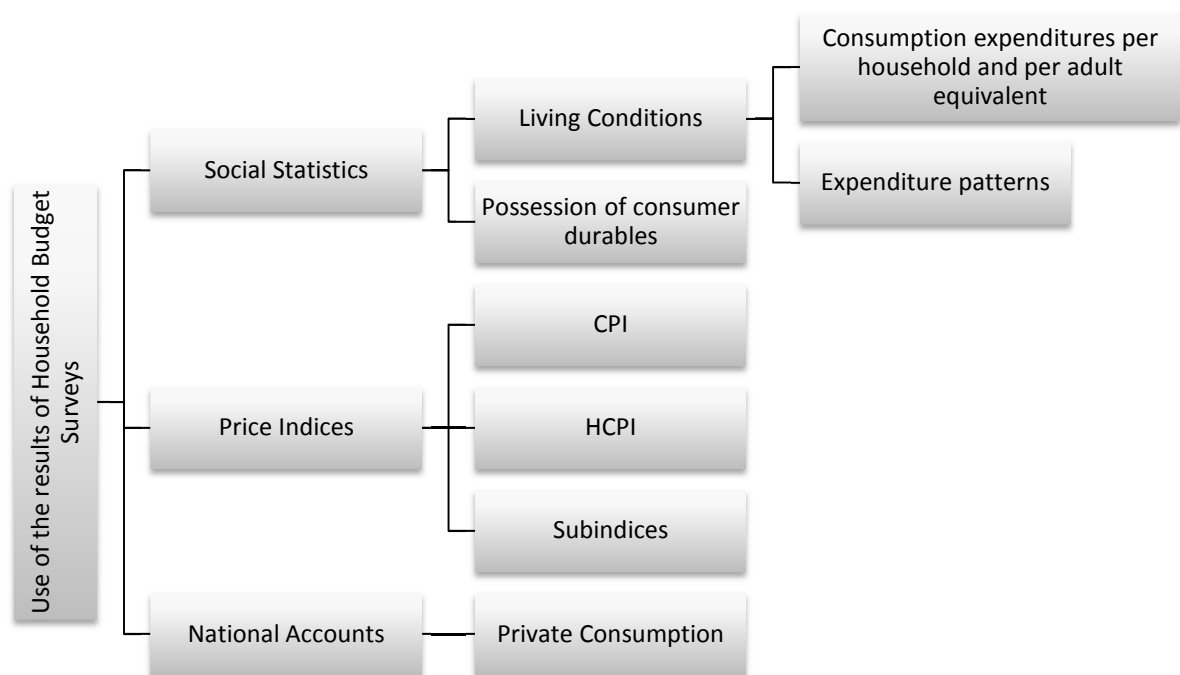 Use of the results of Household Budget
Surveys
Social Statistics
Living Conditions
Consumption expenditures per
household and per adult
equivalent
Expenditure patterns
Possession of consumer
durables
Price Indices
CPI
HCPI
Subindices
National Accounts
Private Consumption